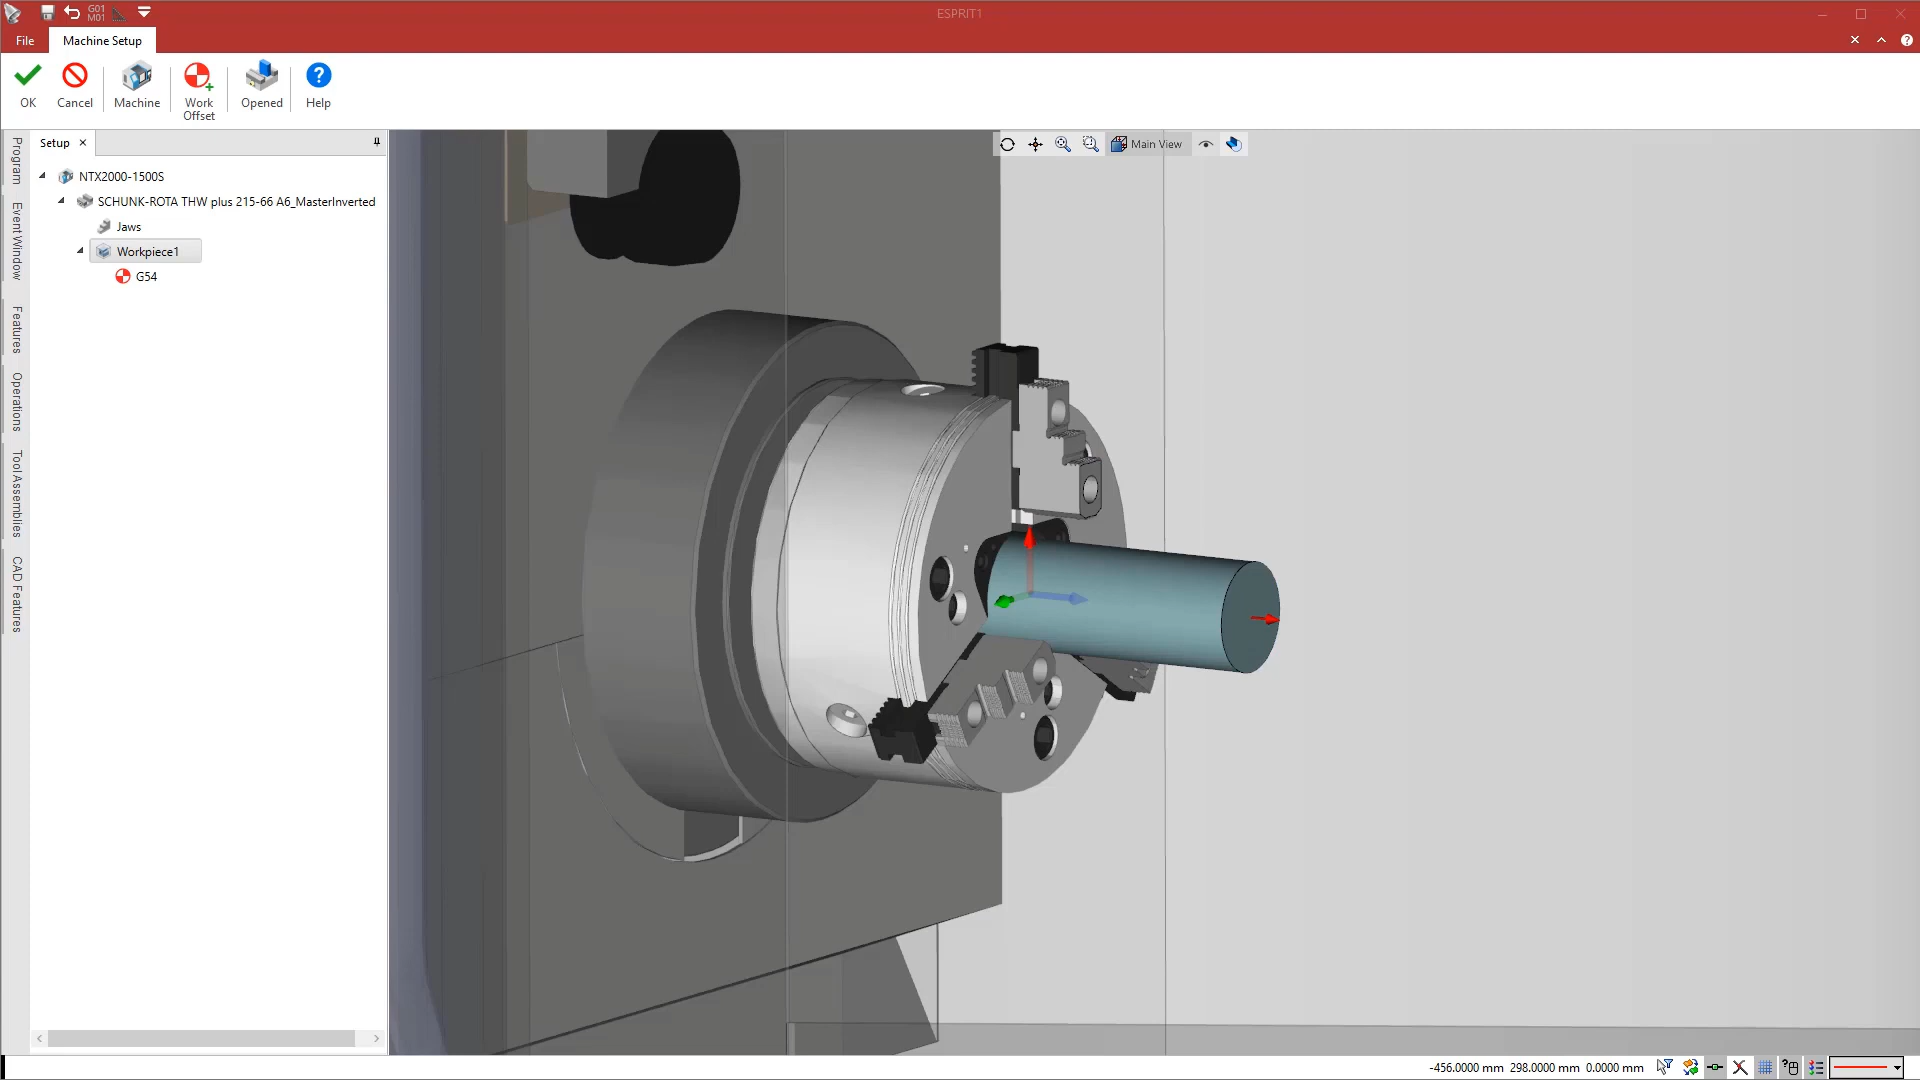 G01
M01
ESPRIT1
File
Machine Setup
OK
Cancel
Machine
Work
Offset
Opened
Help
Setup
Program
Event Window
Features
Operations
Tool Assemblies
CAD Features
NTX2000-1500S
SCHUNK-ROTA THW plus 215-66 A6_MasterInverted
Jaws
Workpiece1
G54
Main View
-456.0000 mm 298.0000 mm 0.0000 mm